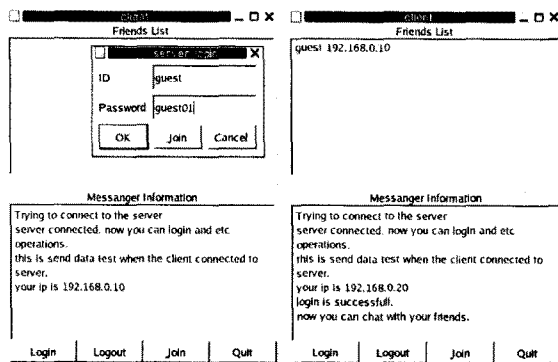 client
Friends List
server login
ID
guest
Password
guest01
OK
Join
Cancel
Messanger Information
Trying to connect to the server
server connected. now you can login and etc
operations.
this is send data test when the client connected to
server.
your ip is 192.168.0.10
Login
Logout
Join
Quit
client
Friends List
guest 192.168.0.10
Messanger Information
Trying to connect to the server
server connected. now you can login and etc
operations.
this is send data test when the client connected to
server.
your ip is 192.168.0.20
login is successfull.
now you can chat with your friends.
Login
Logout
Join
Quit